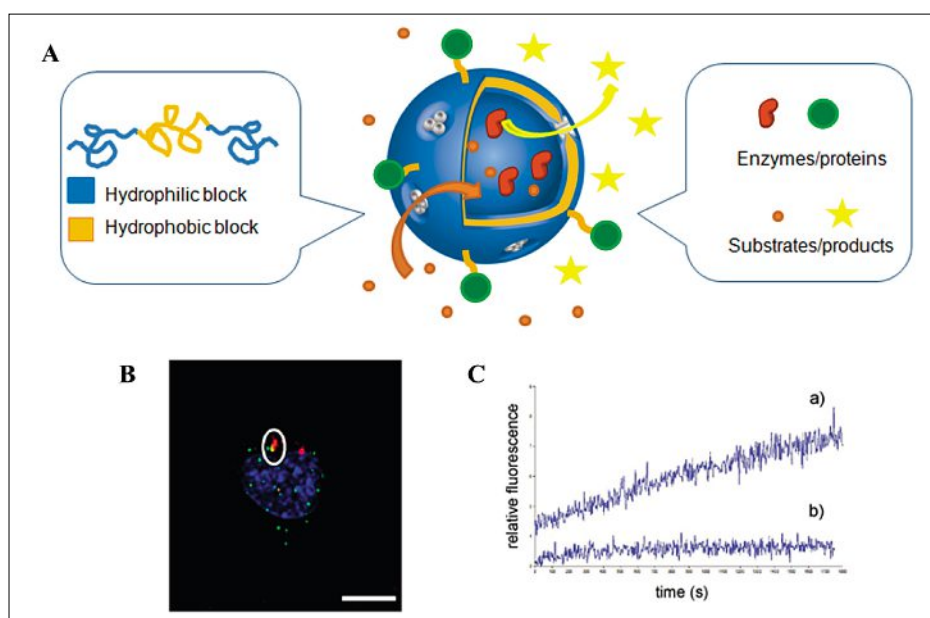 A
Hydrophilic block
Hydrophobic block
Enzymes/proteins
Substrates/products
B
C
a)
b)
relative fluorescence
time (s)